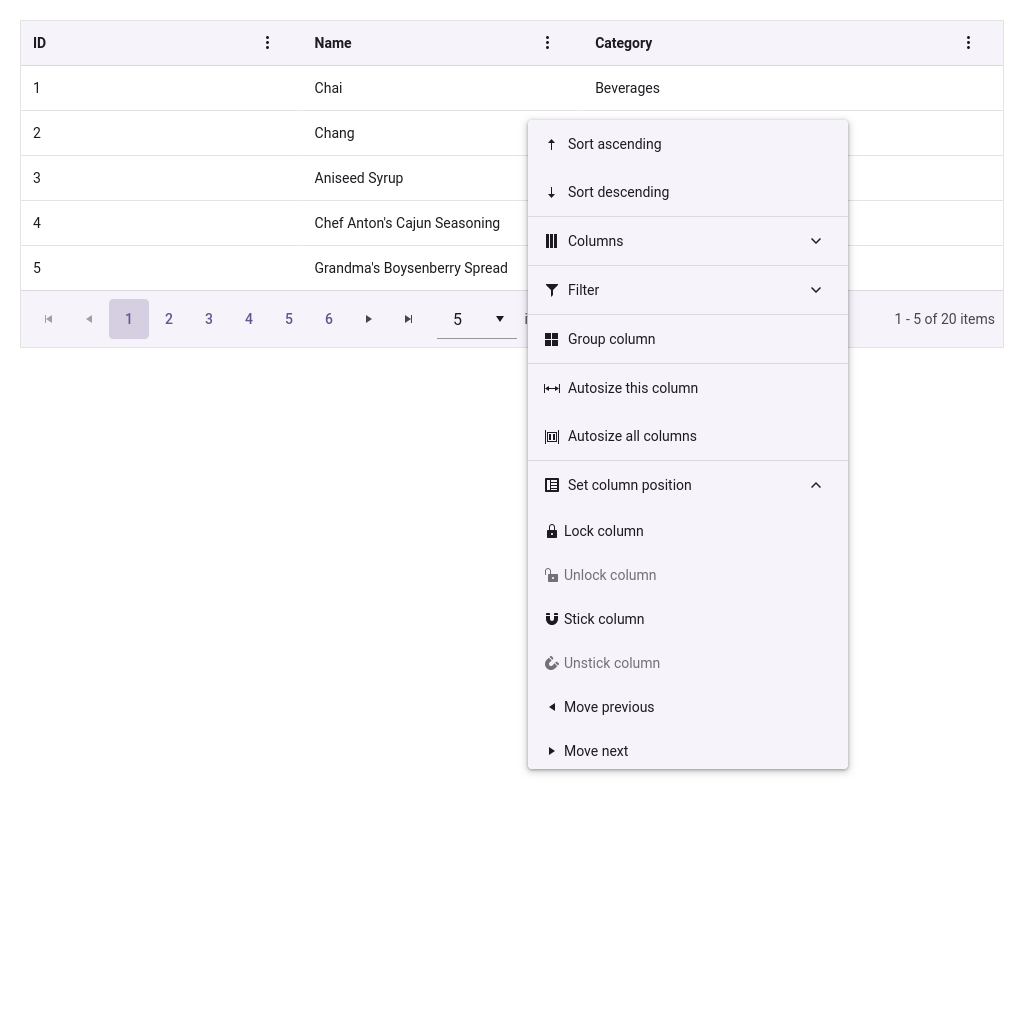 ID Name Category
1 Chai Beverages
2 Chang
3 Aniseed Syrup
4 Chef Anton's Cajun Seasoning
5 Grandma's Boysenberry Spread
1 2 3 4 5 6 5 1 - 5 of 20 items
Sort ascending
Sort descending
Columns
Filter
Group column
Autosize this column
Autosize all columns
Set column position
Lock column
Unlock column
Stick column
Unstick column
Move previous
Move next